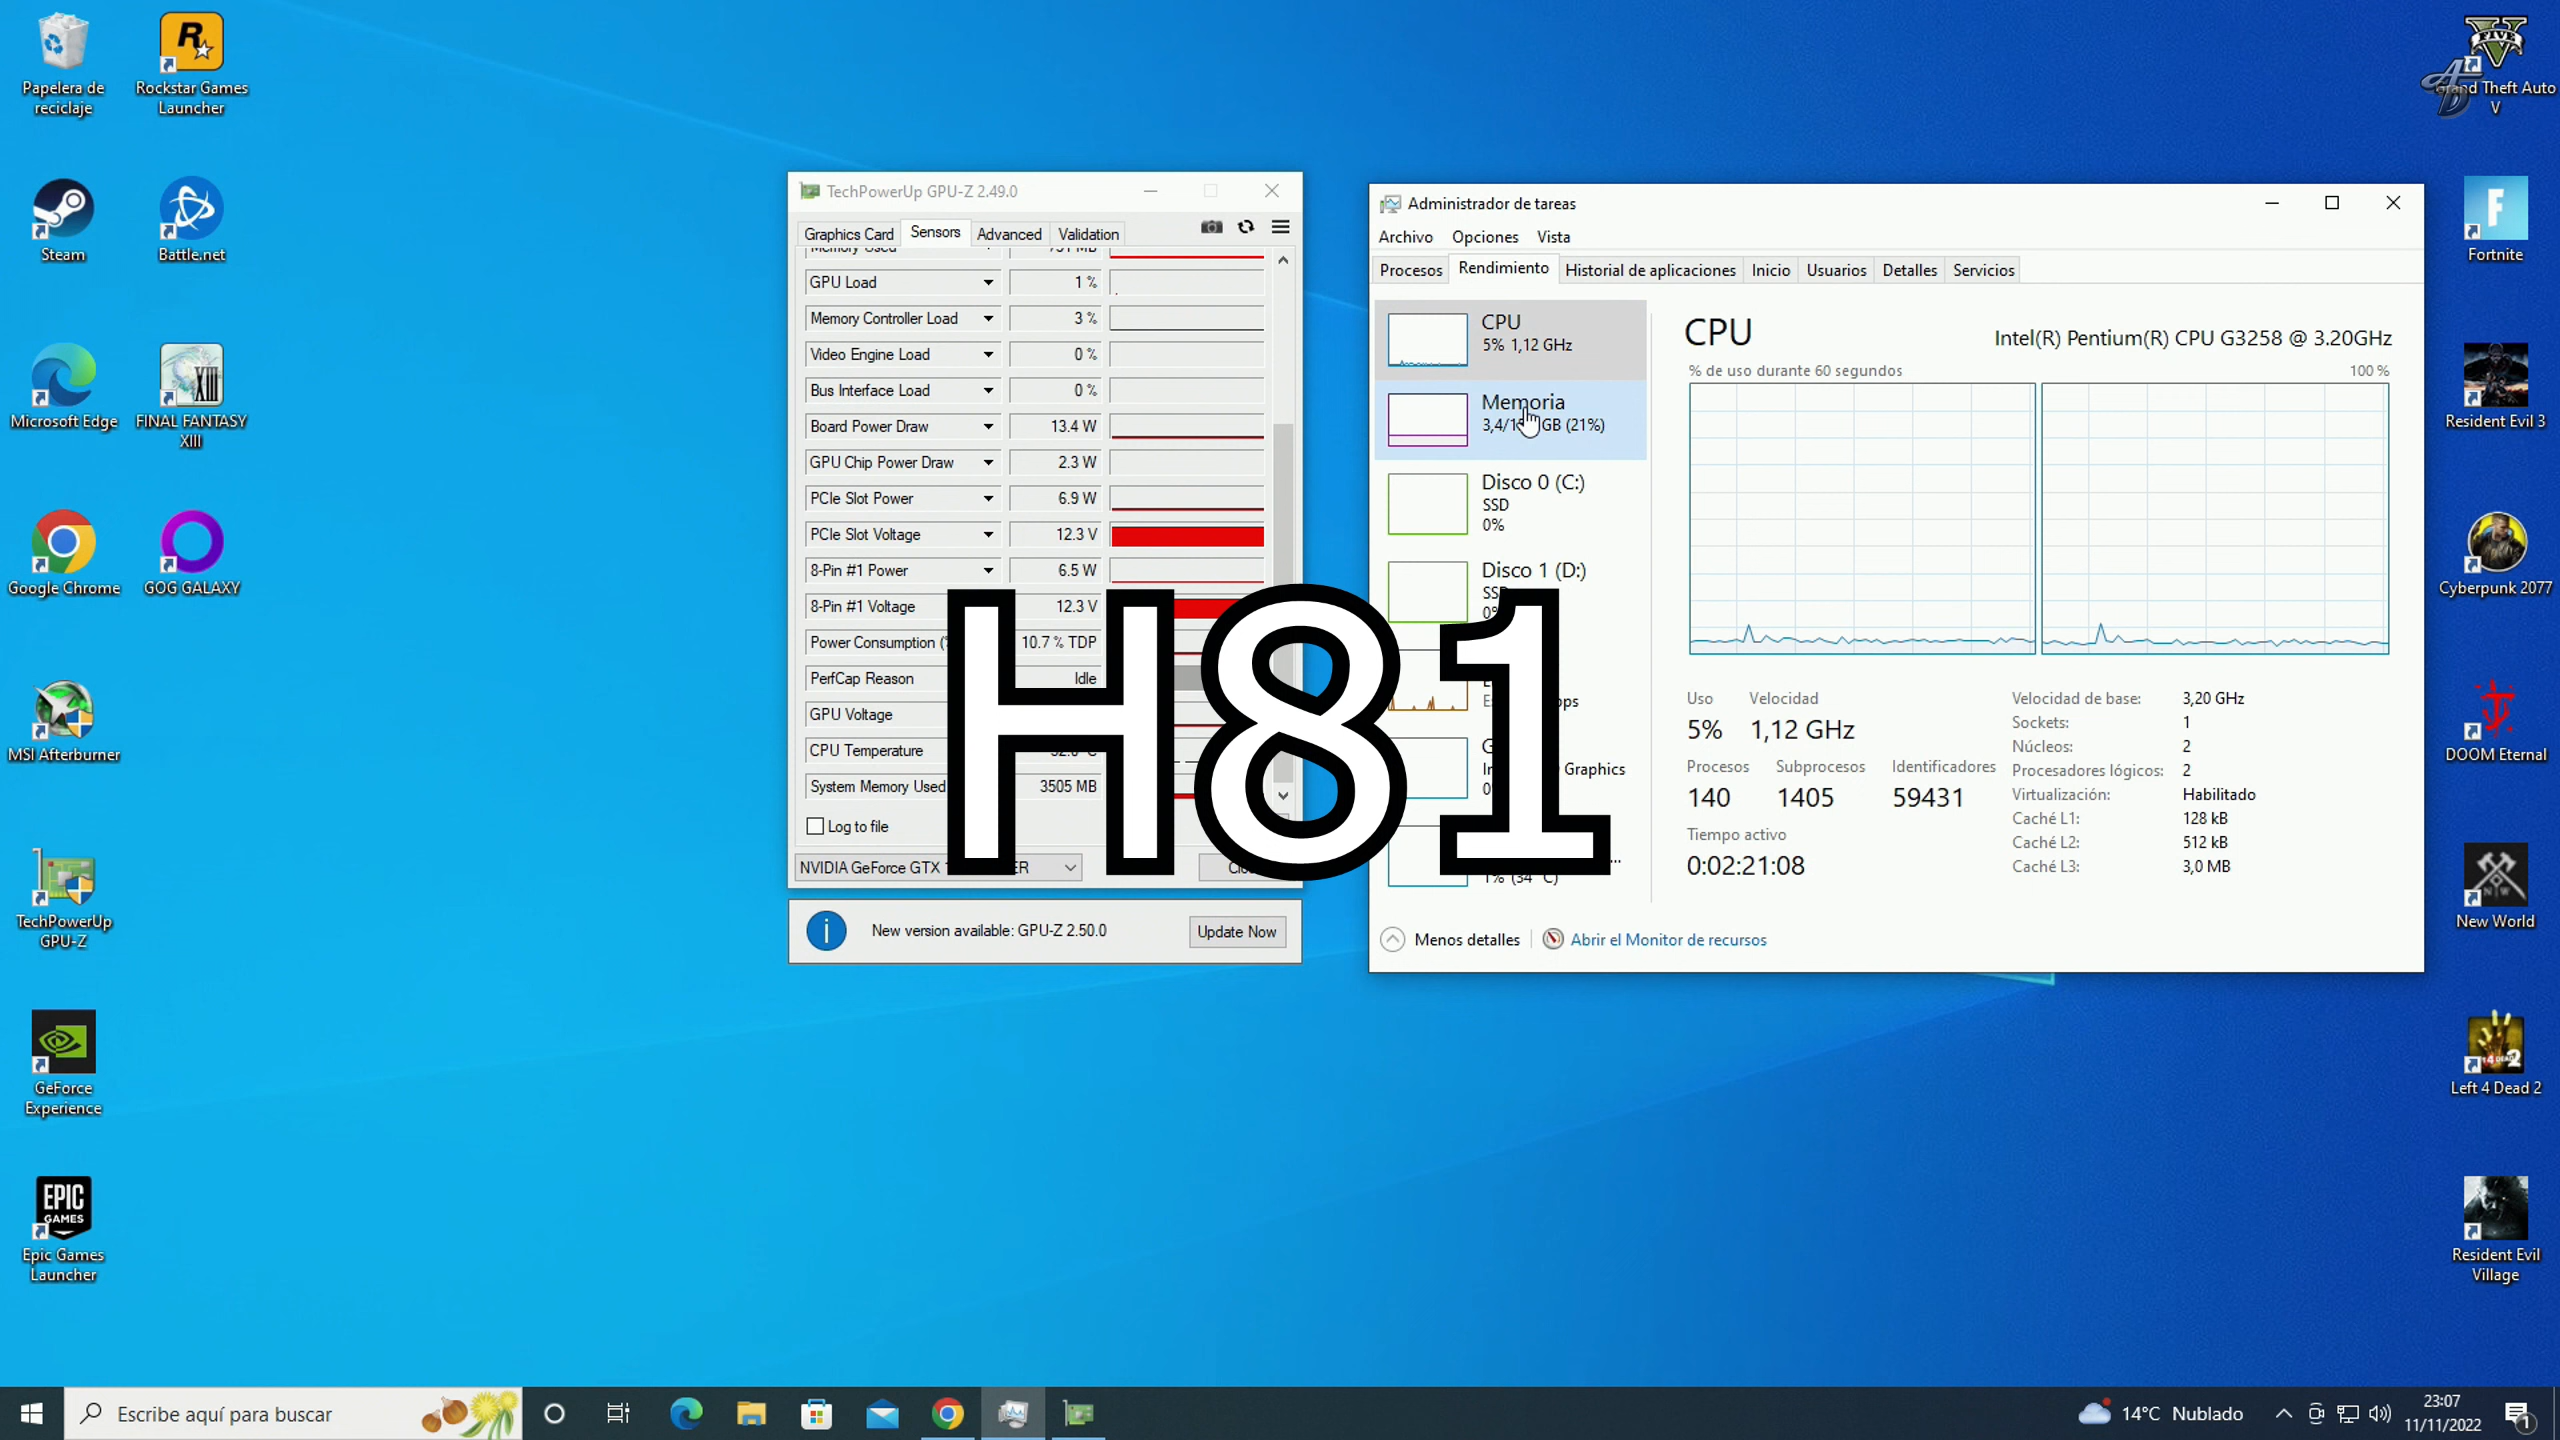 Papelera de
reciclaje
Rockstar Games
Launcher
Steam
Battle.net
Microsoft Edge
FINAL FANTASY
XIII
Google Chrome
GOG GALAXY
MSI Afterburner
TechPowerUp
GPU-Z
GeForce
Experience
EPIC
GAMES
Epic Games
Launcher
TechPowerUp GPU-Z 2.49.0
Graphics Card Sensors Advanced Validation
GPU Load 1 %
Memory Controller Load 3 %
Video Engine Load 0 %
Bus Interface Load 0 %
Board Power Draw 13.4 W
GPU Chip Power Draw 2.3 W
PCIe Slot Power 6.9 W
PCIe Slot Voltage 12.3 V
8-Pin #1 Power 6.5 W
8-Pin #1 Voltage 12.3 V
Power Consumption 10.7 % TDP
PerfCap Reason Idle
GPU Voltage
CPU Temperature
System Memory Used 3505 MB
Log to file
NVIDIA GeForce GTX
New version available: GPU-Z 2.50.0 Update Now
H81
Administrador de tareas
Archivo Opciones Vista
Procesos Rendimiento Historial de aplicaciones Inicio Usuarios Detalles Servicios
CPU
5% 1,12 GHz
Memoria
GB (21%)
Disco 0 (C:)
SSD
0%
Disco 1 (D:)
Graphics
CPU Intel(R) Pentium(R) CPU G3258 @ 3.20GHz
% de uso durante 60 segundos 100 %
Uso Velocidad
5% 1,12 GHz
Procesos Subprocesos Identificadores
140 1405 59431
Tiempo activo
0:02:21:08
Velocidad de base: 3,20 GHz
Sockets: 1
Núcleos: 2
Procesadores lógicos: 2
Virtualización: Habilitado
Caché L1: 128 kB
Caché L2: 512 kB
Caché L3: 3,0 MB
Menos detalles Abrir el Monitor de recursos
FIVE
Theft Auto
V
Fortnite
Resident Evil 3
Cyberpunk 2077
DOOM Eternal
New World
Left 4 Dead 2
Resident Evil
Village
Escribe aquí para buscar
14°C Nublado
23:07
11/11/2022
1